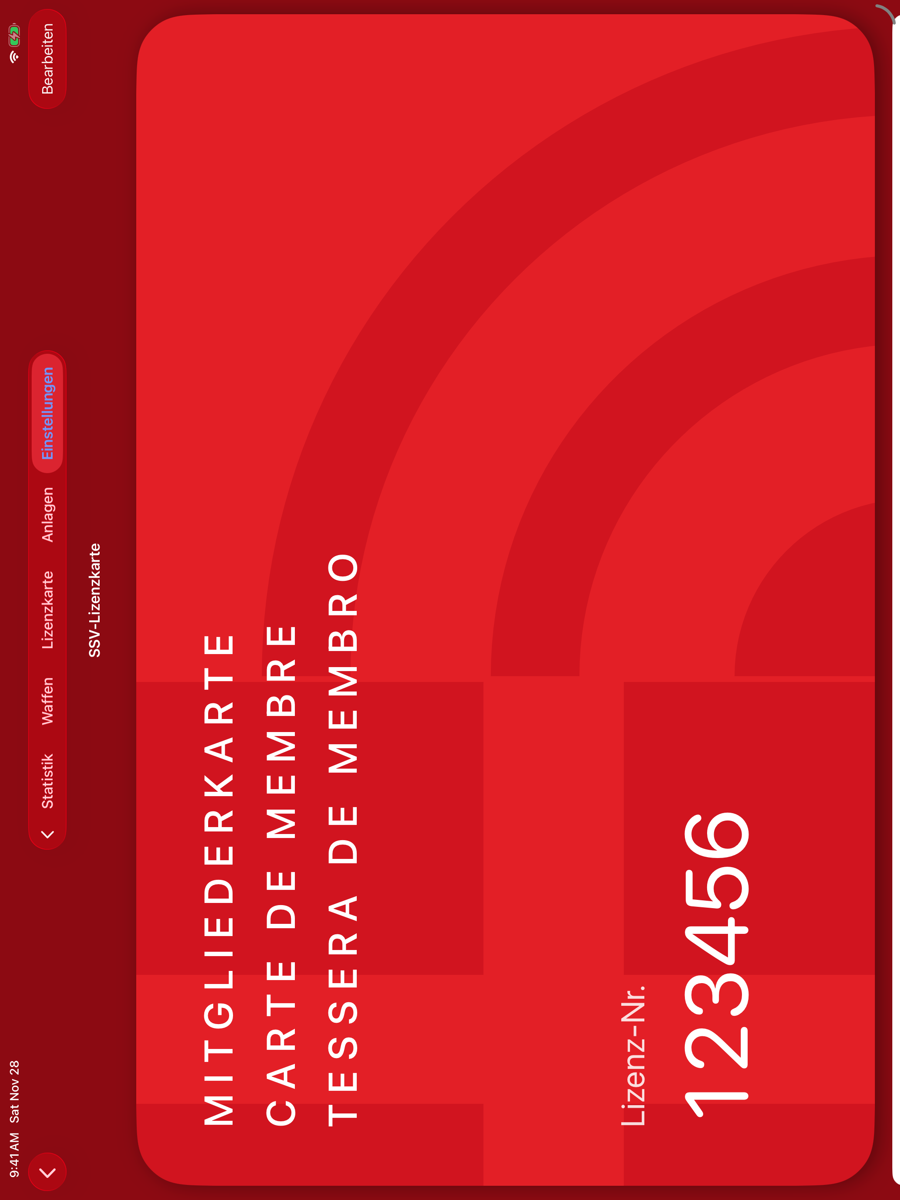 9:41 AM Sat Nov 28
Statistik Waffen Lizenzkarte Anlagen Einstellungen
Bearbeiten
SSV-Lizenzkarte
MITGLIEDERKARTE
CARTE DE MEMBRE
TESSERA DE MEMBRO
Lizenz-Nr.
123456